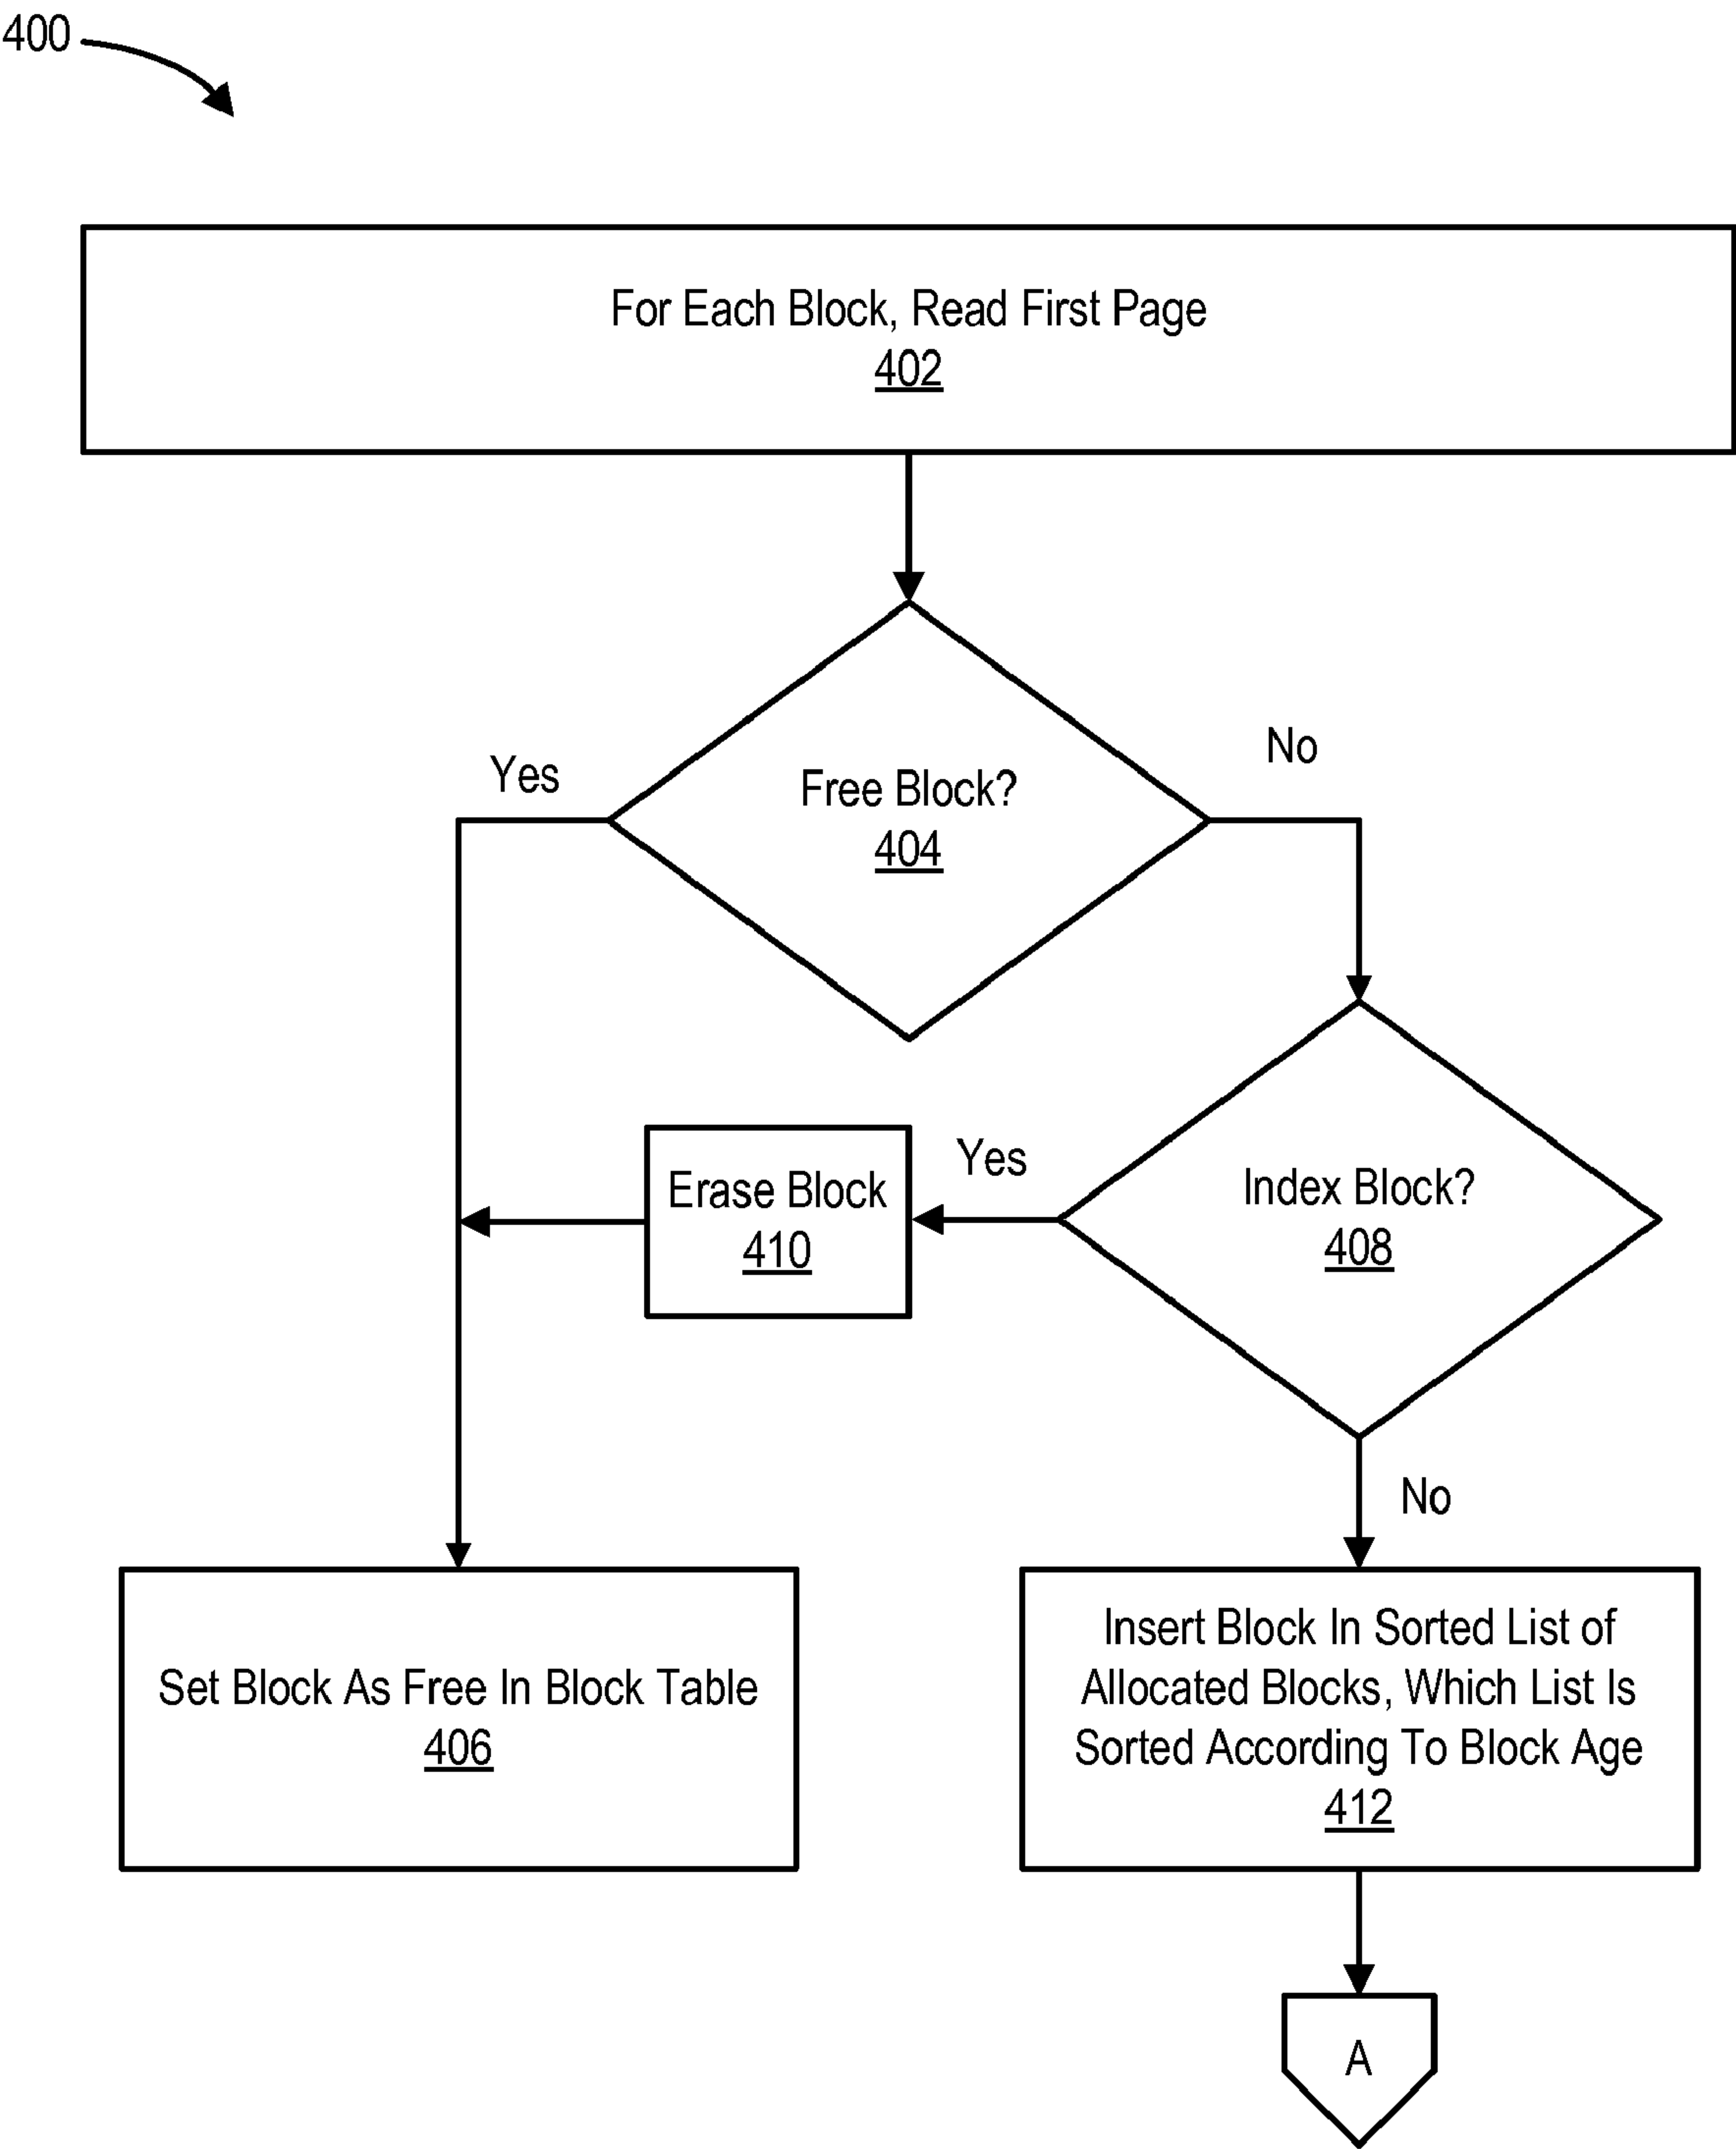 400
For Each Block, Read First Page
402
Yes
No
Free Block?
404
Erase Block
410
Yes
Index Block?
408
No
Set Block As Free In Block Table
406
Insert Block In Sorted List of
Allocated Blocks, Which List Is
Sorted According To Block Age
412
A